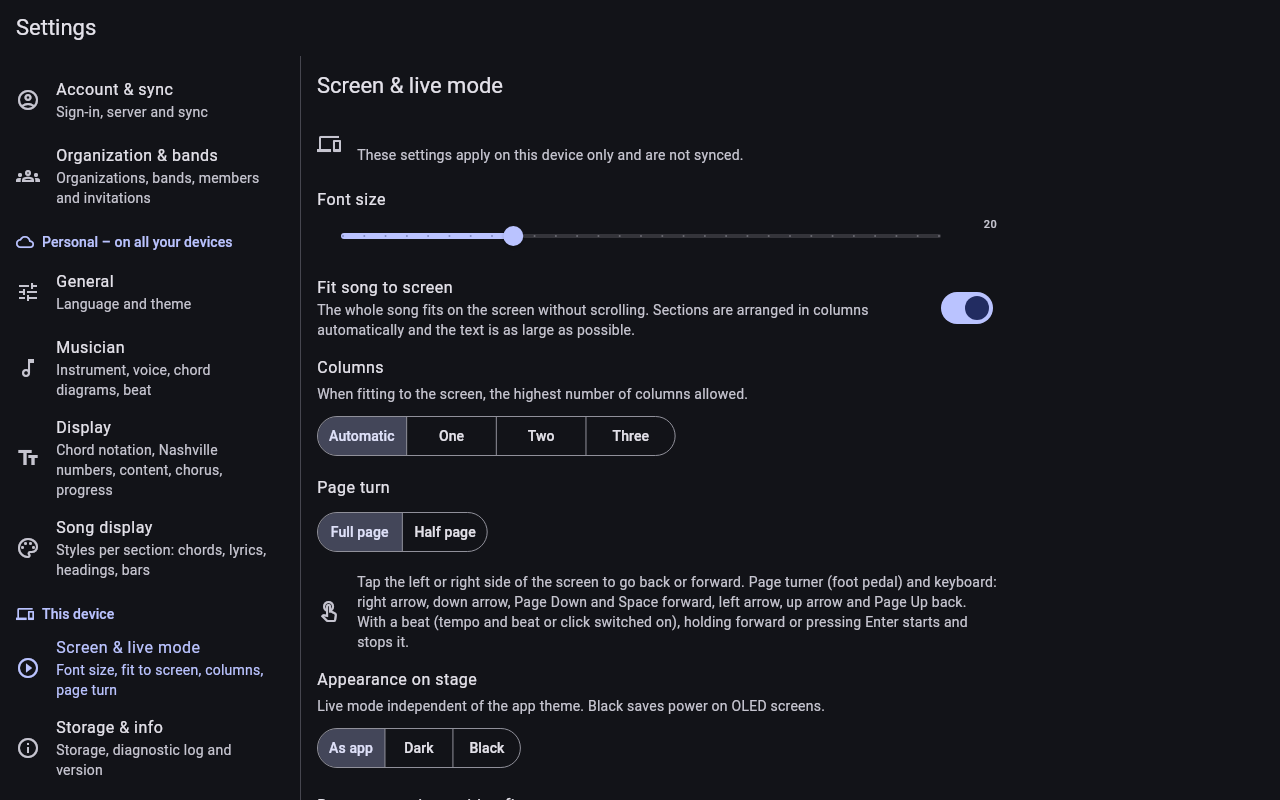 Settings
Account & sync
Sign-in, server and sync
Organization & bands
Organizations, bands, members
and invitations
Personal – on all your devices
General
Language and theme
Musician
Instrument, voice, chord
diagrams, beat
Display
Chord notation, Nashville
numbers, content, chorus,
progress
Song display
Styles per section: chords, lyrics,
headings, bars
This device
Screen & live mode
Font size, fit to screen, columns,
page turn
Storage & info
Storage, diagnostic log and
version
Screen & live mode
These settings apply on this device only and are not synced.
Font size
20
Fit song to screen
The whole song fits on the screen without scrolling. Sections are arranged in columns
automatically and the text is as large as possible.
Columns
When fitting to the screen, the highest number of columns allowed.
Automatic One Two Three
Page turn
Full page Half page
Tap the left or right side of the screen to go back or forward. Page turner (foot pedal) and keyboard:
right arrow, down arrow, Page Down and Space forward, left arrow, up arrow and Page Up back.
With a beat (tempo and beat or click switched on), holding forward or pressing Enter starts and
stops it.
Appearance on stage
Live mode independent of the app theme. Black saves power on OLED screens.
As app Dark Black